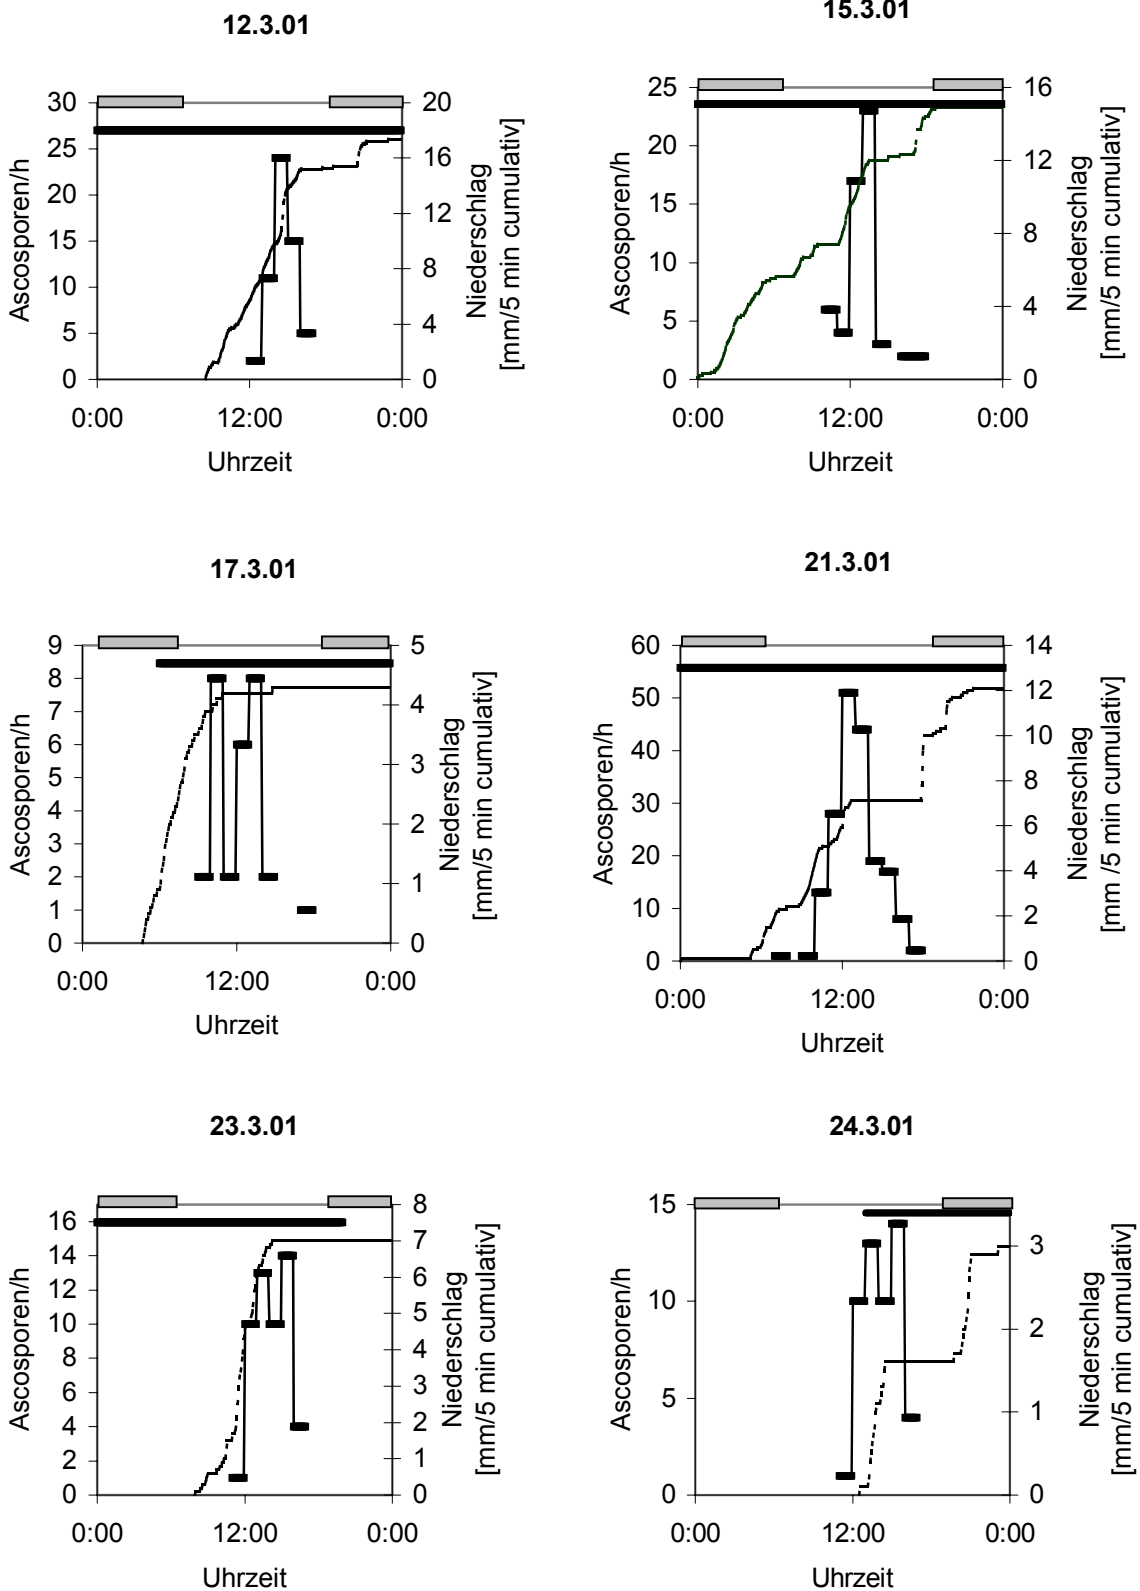 12.3.01
30
25
20
15
10
5
0
Ascosporen/h
20
16
12
8
4
0
Niederschlag
[mm/5 min cumulativ]
0:00 12:00 0:00
Uhrzeit
15.3.01
25
20
15
10
5
0
Ascosporen/h
16
12
8
4
0
Niederschlag
[mm/5 min cumulativ]
0:00 12:00 0:00
Uhrzeit
17.3.01
9
8
7
6
5
4
3
2
1
0
Ascosporen/h
5
4
3
2
1
0
Niederschlag
[mm/5 min cumulativ]
0:00 12:00 0:00
Uhrzeit
21.3.01
60
50
40
30
20
10
0
Ascosporen/h
14
12
10
8
6
4
2
0
Niederschlag
[mm /5 min cumulativ]
0:00 12:00 0:00
Uhrzeit
23.3.01
16
14
12
10
8
6
4
2
0
Ascosporen/h
8
7
6
5
4
3
2
1
0
Niederschlag
[mm/5 min cumulativ]
0:00 12:00 0:00
Uhrzeit
24.3.01
15
10
5
0
Ascosporen/h
3
2
1
0
Niederschlag
[mm/5 min cumulativ]
0:00 12:00 0:00
Uhrzeit